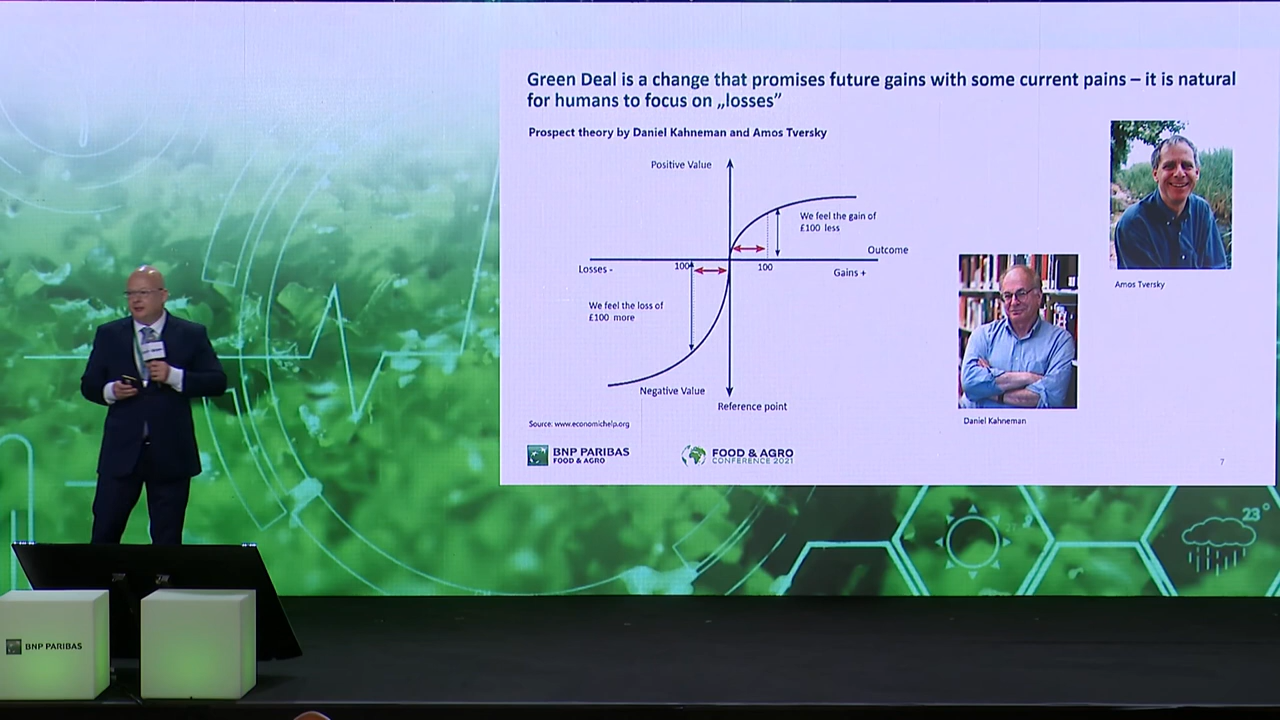 Green Deal is a change that promises future gains with some current pains – it is natural
for humans to focus on „losses”
Prospect theory by Daniel Kahneman and Amos Tversky
Positive Value
We feel the gain of
£100 less
Outcome
Losses -
100
100
Gains +
We feel the loss of
£100 more
Negative Value
Reference point
Amos Tversky
Daniel Kahneman
Source: www.economichelp.org
BNP PARIBAS
FOOD & AGRO
FOOD & AGRO
CONFERENCE 2021
7
23°
BNP PARIBAS